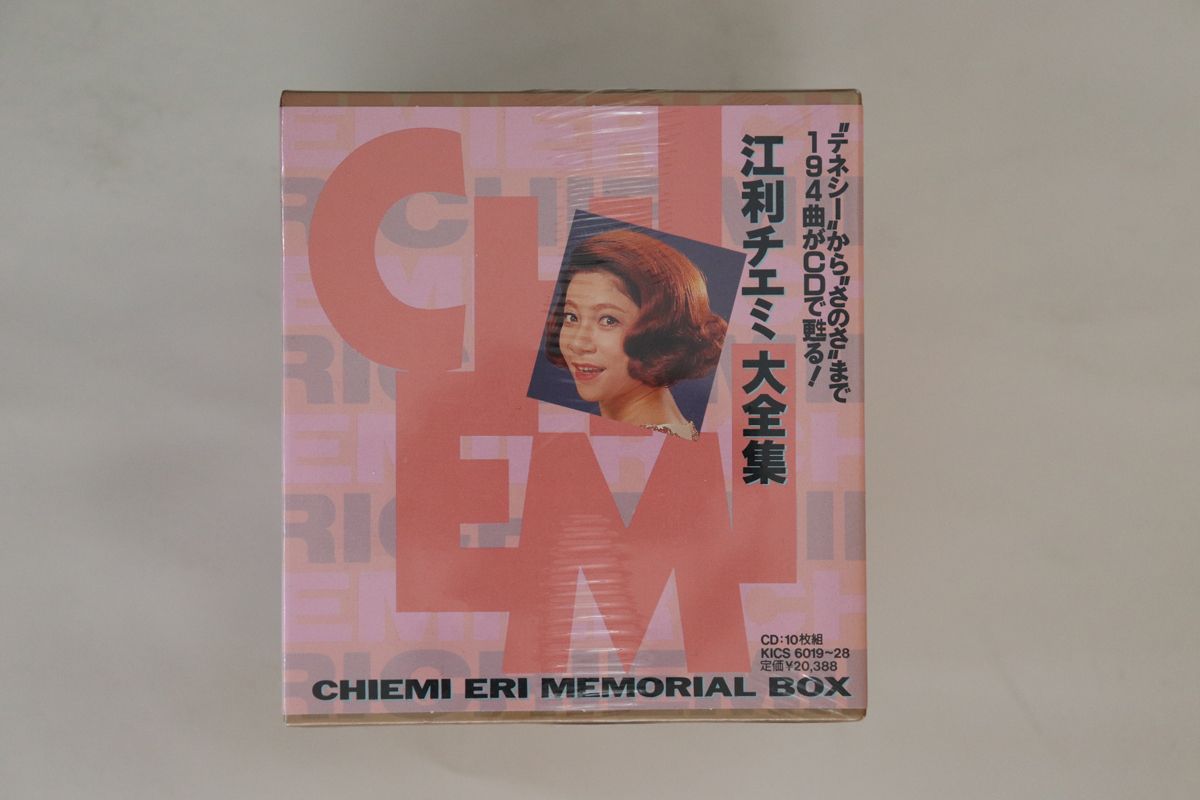 “デネシー”から“さのさ”まで
194曲がCDで甦る!
江利チエミ大全集
CHIEMI
CD:10枚組
KICS 6019~28
定価¥20,388
CHIEMI ERI MEMORIAL BOX